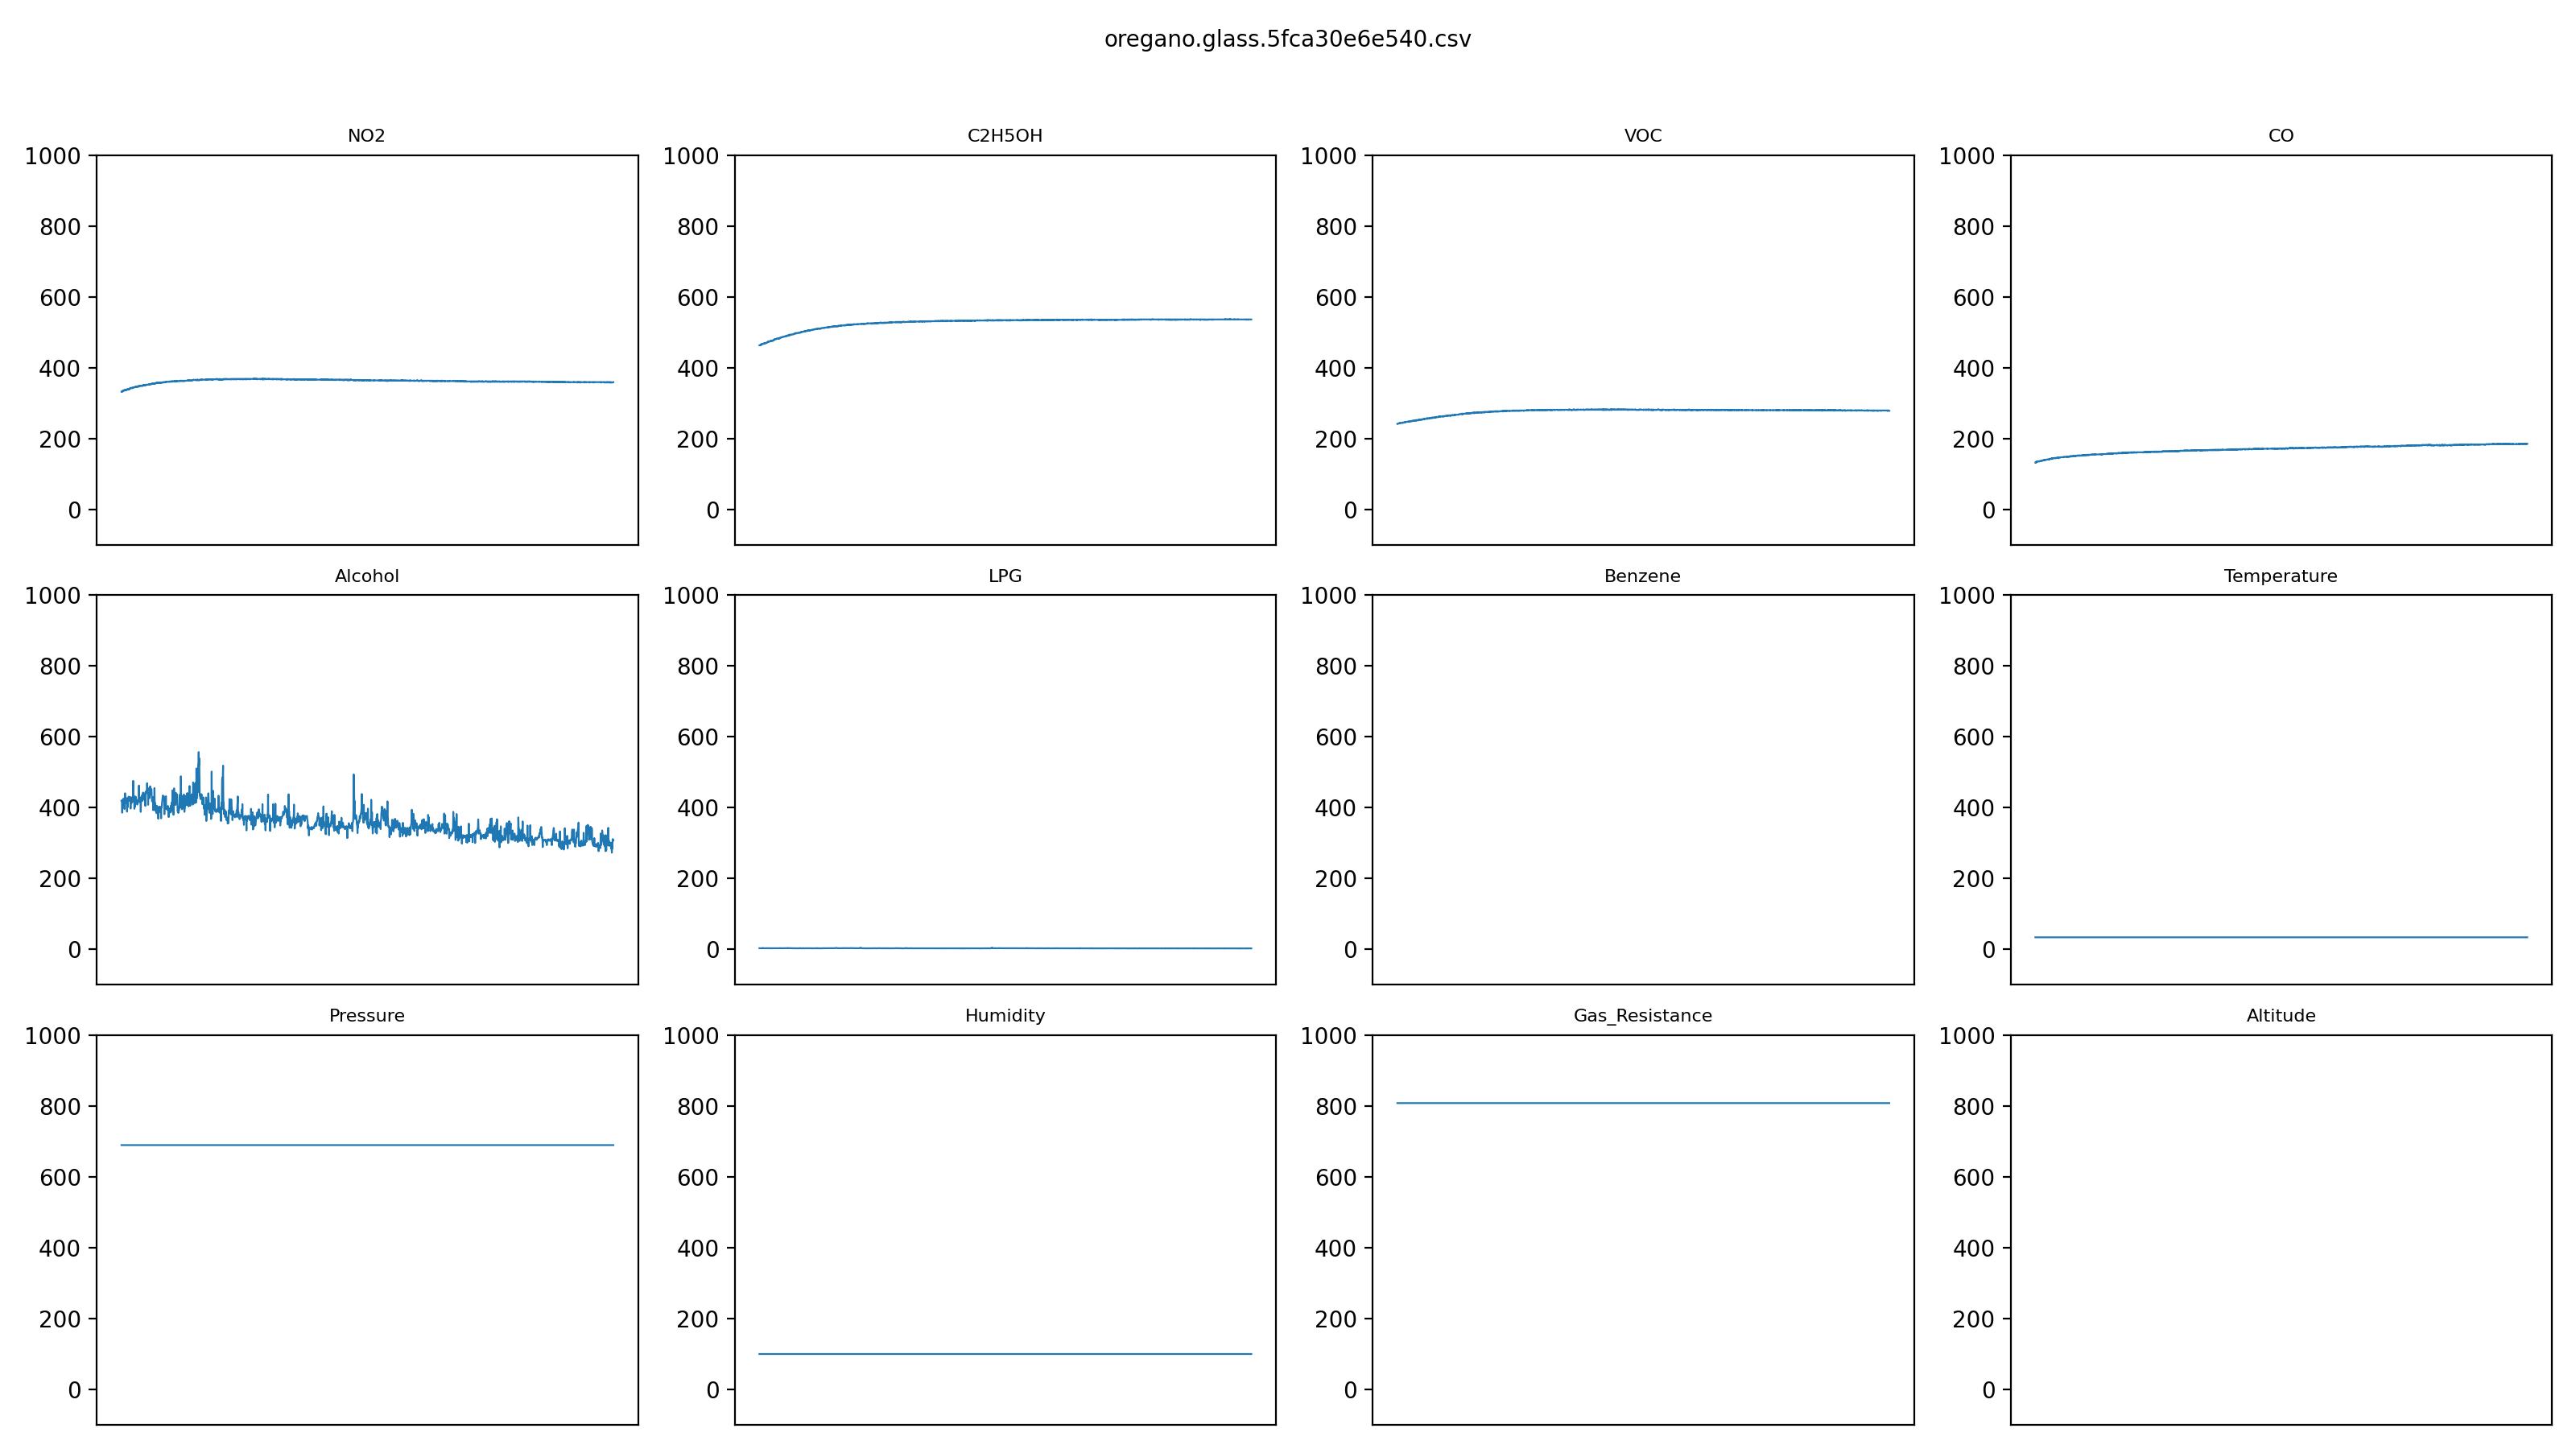 oregano.glass.5fca30e6e540.csv
NO2 C2H5OH VOC CO
1000 1000 1000 1000
800 800 800 800
600 600 600 600
400 400 400 400
200 200 200 200
0 0 0 0
Alcohol LPG Benzene Temperature
1000 1000 1000 1000
800 800 800 800
600 600 600 600
400 400 400 400
200 200 200 200
0 0 0 0
Pressure Humidity Gas_Resistance Altitude
1000 1000 1000 1000
800 800 800 800
600 600 600 600
400 400 400 400
200 200 200 200
0 0 0 0